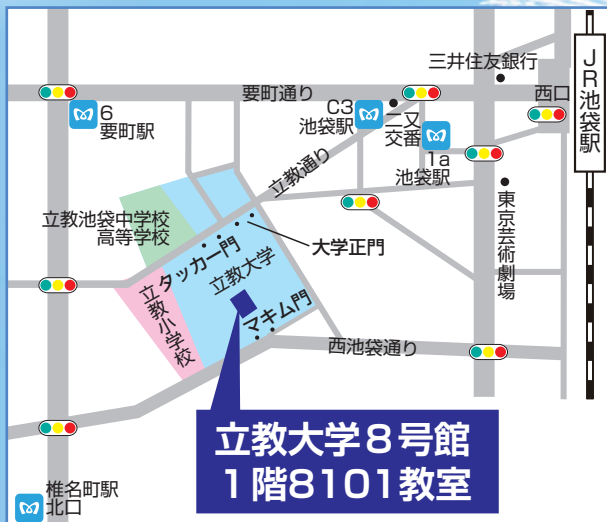 三井住友銀行
JR池袋駅
西口
要町通り
6
要町駅
C3
池袋駅
二又
交番
1a
池袋駅
立教通り
立教池袋中学校
高等学校
大学正門
東京芸術劇場
タッカー門
立教大学
立教小学校
マキム門
西池袋通り
立教大学8号館
1階8101教室
椎名町駅
北口